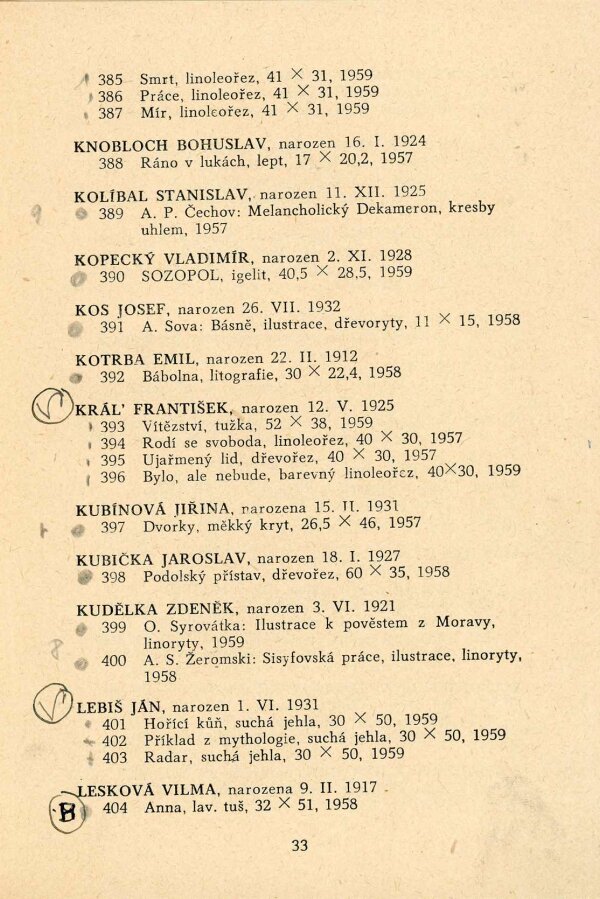 385 Smrt, linoleořez, 41 × 31, 1959
386 Práce, linoleořez, 41 × 31, 1959
387 Mír, linoleořez, 41 × 31, 1959
KNOBLOCH BOHUSLAV, narozen 16. I. 1924
388 Ráno v lukách, lept, 17 × 20,2, 1957
KOLÍBAL STANISLAV, narozen 11. XII. 1925
9 389 A. P. Čechov: Melancholický Dekameron, kresby
uhlem, 1957
KOPECKÝ VLADIMÍR, narozen 2. XI. 1928
390 SOZOPOL, igelit, 40,5 × 28,5, 1959
KOS JOSEF, narozen 26. VII. 1932
391 A. Sova: Básně, ilustrace, dřevoryty, 11 × 15, 1958
KOTRBA EMIL, narozen 22. II. 1912
392 Bábolna, litografie, 30 × 22,4, 1958
V KRÁL' FRANTIŠEK, narozen 12. V. 1925
393 Vítězství, tužka, 52 × 38, 1959
394 Rodí se svoboda, linoleořez, 40 × 30, 1957
395 Ujařmený lid, dřevořez, 40 × 30, 1957
396 Bylo, ale nebude, barevný linoleořez, 40×30, 1959
KUBÍNOVÁ JIŘINA, narozena 15. II. 1931
397 Dvorky, měkký kryt, 26,5 × 46, 1957
KUBIČKA JAROSLAV, narozen 18. I. 1927
398 Podolský přístav, dřevořez, 60 × 35, 1958
KUDĚLKA ZDENĚK, narozen 3. VI. 1921
399 O. Syrovátka: Ilustrace k pověstem z Moravy,
linoryty, 1959
8 400 A. S. Žeromski: Sisyfovská práce, ilustrace, linoryty,
1958
V LEBIŠ JÁN, narozen 1. VI. 1931
401 Hořící kůň, suchá jehla, 30 × 50, 1959
402 Příklad z mythologie, suchá jehla, 30 × 50, 1959
403 Radar, suchá jehla, 30 × 50, 1959
LESKOVÁ VILMA, narozena 9. II. 1917
B 404 Anna, lav. tuš, 32 × 51, 1958
33